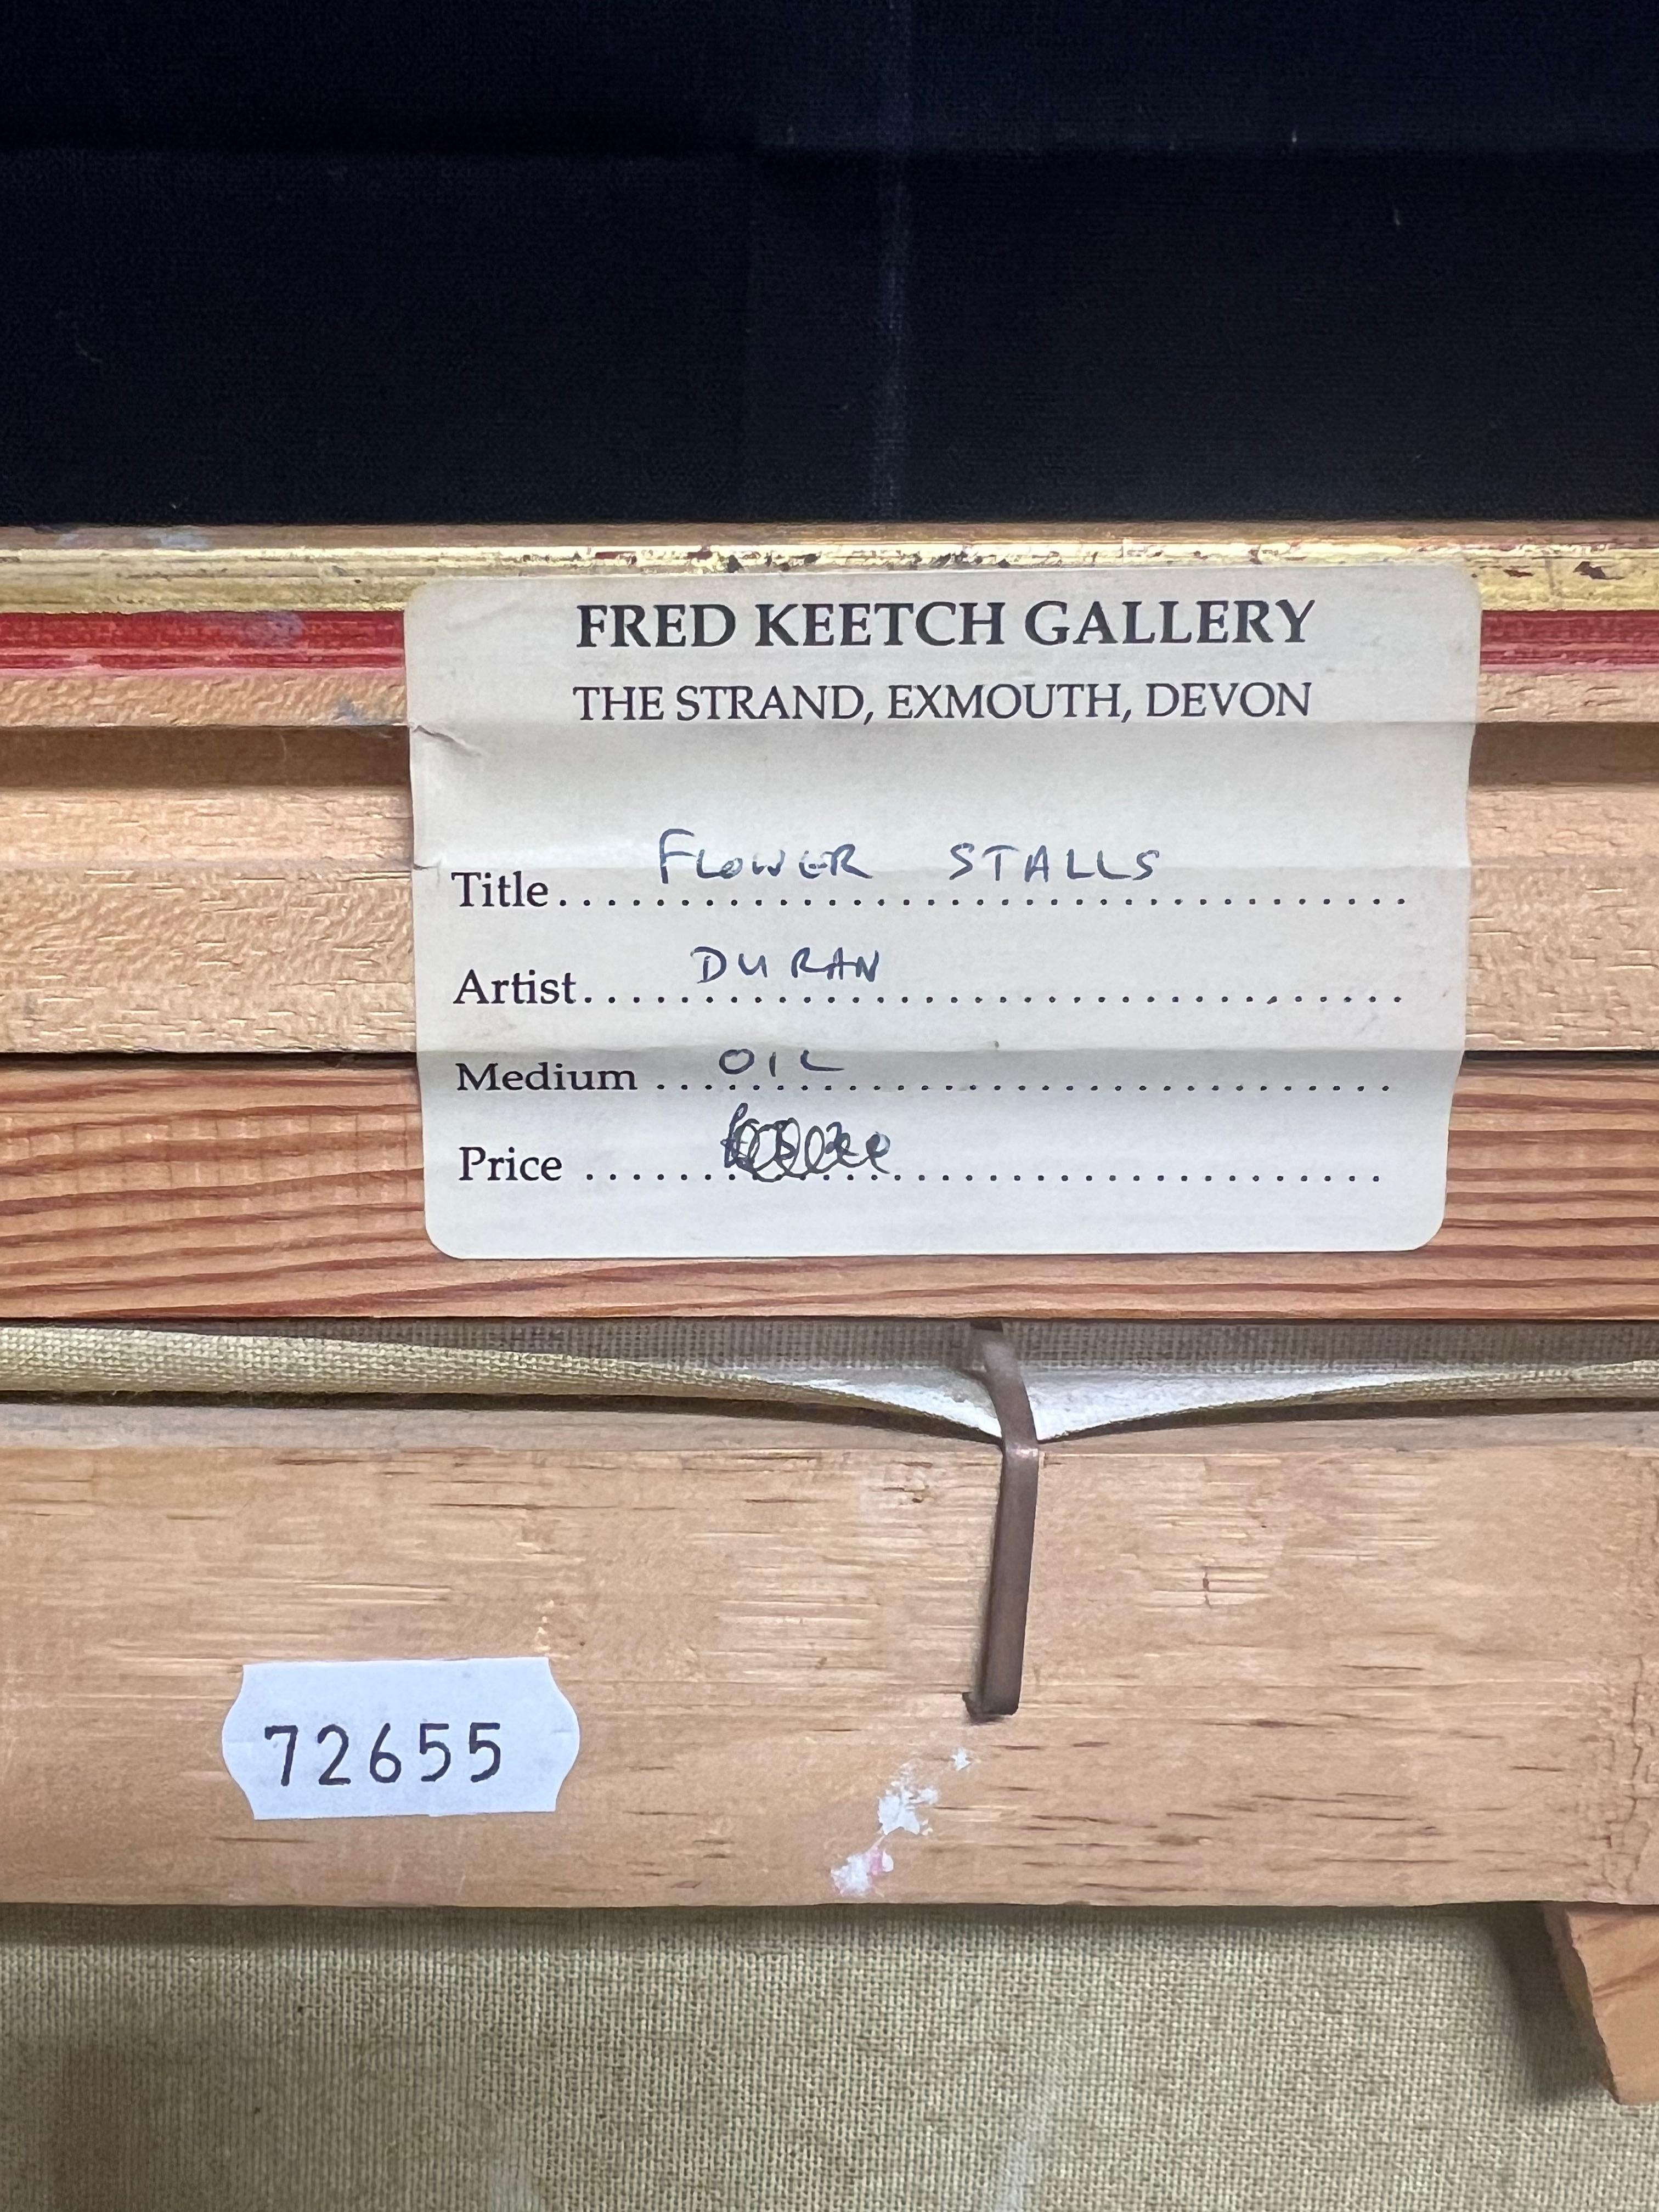 FRED KEETCH GALLERY
THE STRAND, EXMOUTH, DEVON
Title.... FLOWER STALLS
Artist.... DURAN
Medium .... OIL
Price ....
72655